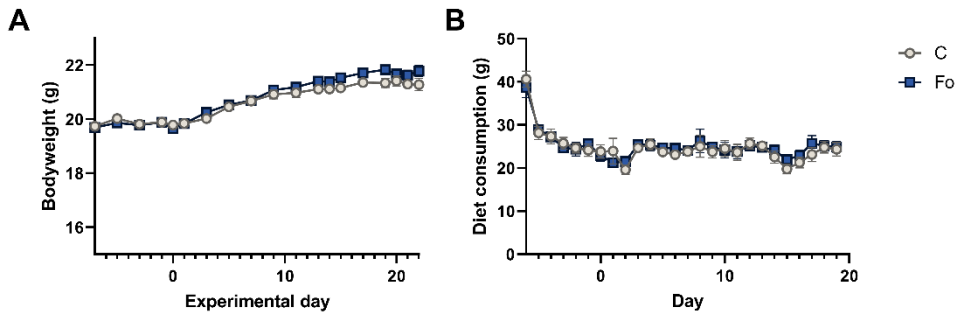 A
Bodyweight (g)
22
20
18
16
0
10
20
Experimental day
B
Diet consumption (g)
50
40
30
20
10
0
0
10
20
Day
C
Fo